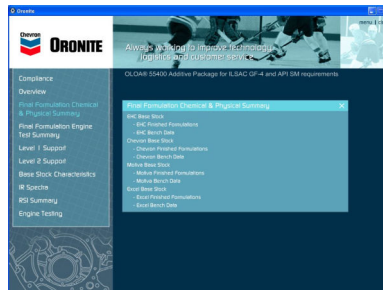 Oronite
menu
Chevron
ORONITE
Always working to improve technology,
logistics and customer service
OLOA® 55400 Additive Package for ILSAC GF-4 and API SM requirements
Compliance
Overview
Final Formulation Chemical
& Physical Summary
Final Formulation Engine
Test Summary
Level 1 Support
Level 2 Support
Base Stock Characteristics
IR Spectra
RSI Summary
Engine Testing
Final Formulation Chemical & Physical Summary
EHC Base Stock
- EHC Finished Formulations
- EHC Bench Data
Chevron Base Stock
- Chevron Finished Formulations
- Chevron Bench Data
Motiva Base Stock
- Motiva Finished Formulations
- Motiva Bench Data
Excel Base Stock
- Excel Finished Formulations
- Excel Bench Data